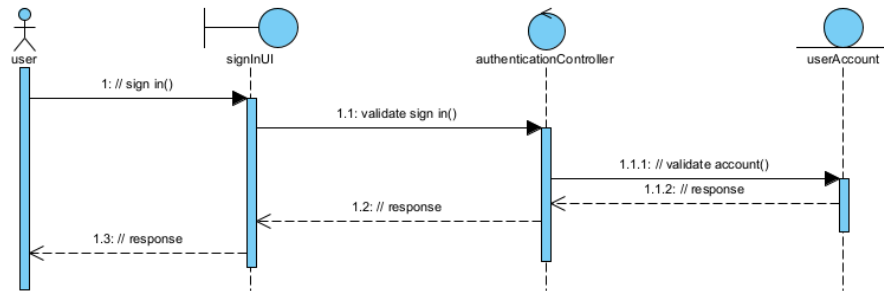 user
signInUI
authenticationController
userAccount
1: // sign in()
1.1: validate sign in()
1.1.1: // validate account()
1.1.2: // response
1.2: // response
1.3: // response